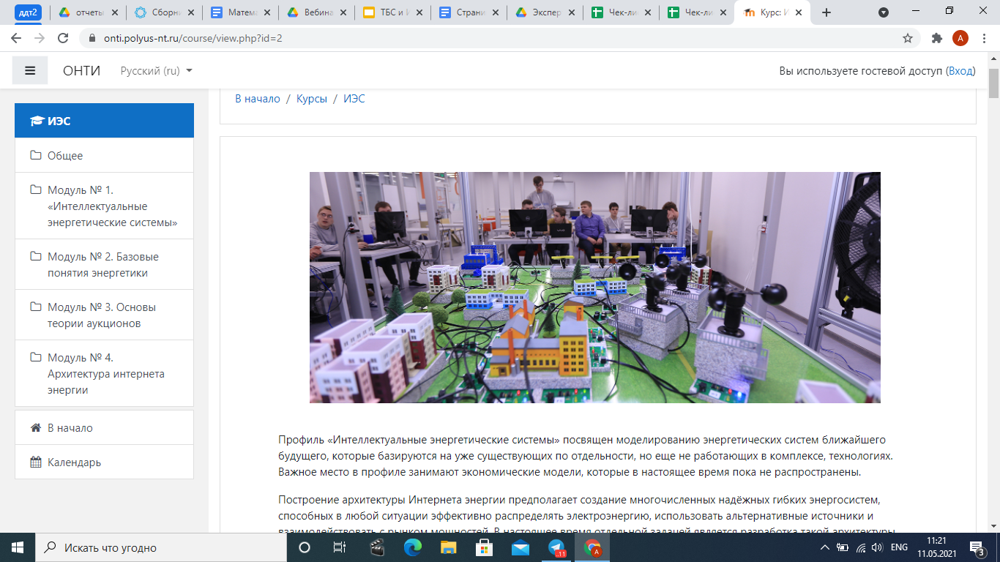 ддт2
отчеты
Сборни
Матема
Вебина
ТБС и И
Страни
Экспер
Чек-ли
Чек-ли
Курс: И
onti.polyus-nt.ru/course/view.php?id=2
А
ОНТИ
Русский (ru)
Вы используете гостевой доступ (Вход)
В начало / Курсы / ИЭС
ИЭС
Общее
Модуль № 1.
«Интеллектуальные
энергетические системы»
Модуль № 2. Базовые
понятия энергетики
Модуль № 3. Основы
теории аукционов
Модуль № 4.
Архитектура интернета
энергии
В начало
Календарь
Профиль «Интеллектуальные энергетические системы» посвящен моделированию энергетических систем ближайшего
будущего, которые базируются на уже существующих по отдельности, но еще не работающих в комплексе, технологиях.
Важное место в профиле занимают экономические модели, которые в настоящее время пока не распространены.
Построение архитектуры Интернета энергии предполагает создание многочисленных надёжных гибких энергосистем,
способных в любой ситуации эффективно распределять электроэнергию, использовать альтернативные источники и
взаимодействовать с рынком мощностей. В настоящее время отдельной задачей является разработка такой архитектуры
Искать что угодно
..11
А
ENG
11:21
11.05.2021
3